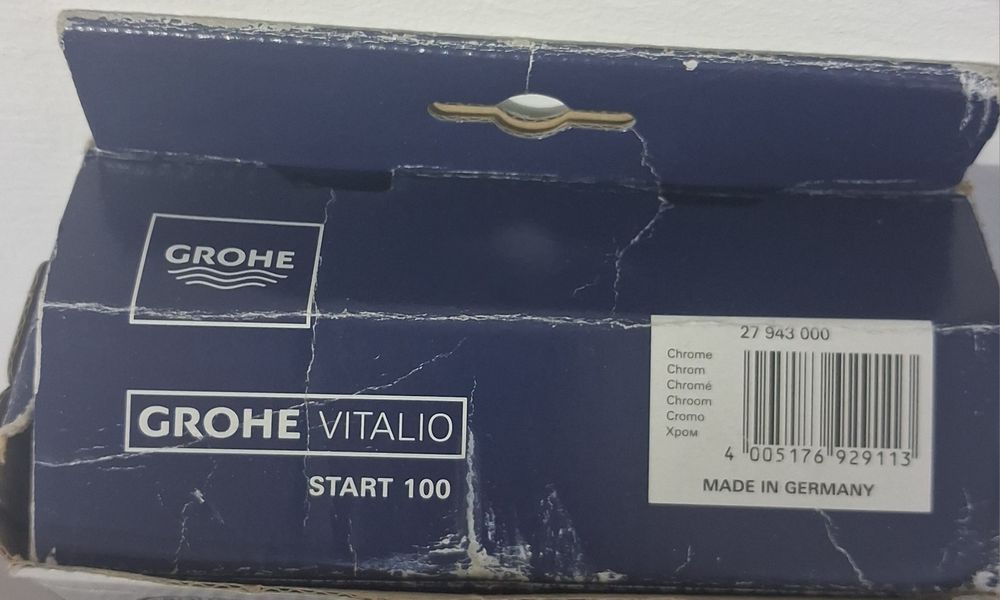 GROHE
GROHE VITALIO
START 100
27 943 000
Chrome
Chrom
Chromé
Chroom
Cromo
Хром
4 005176 929113
MADE IN GERMANY